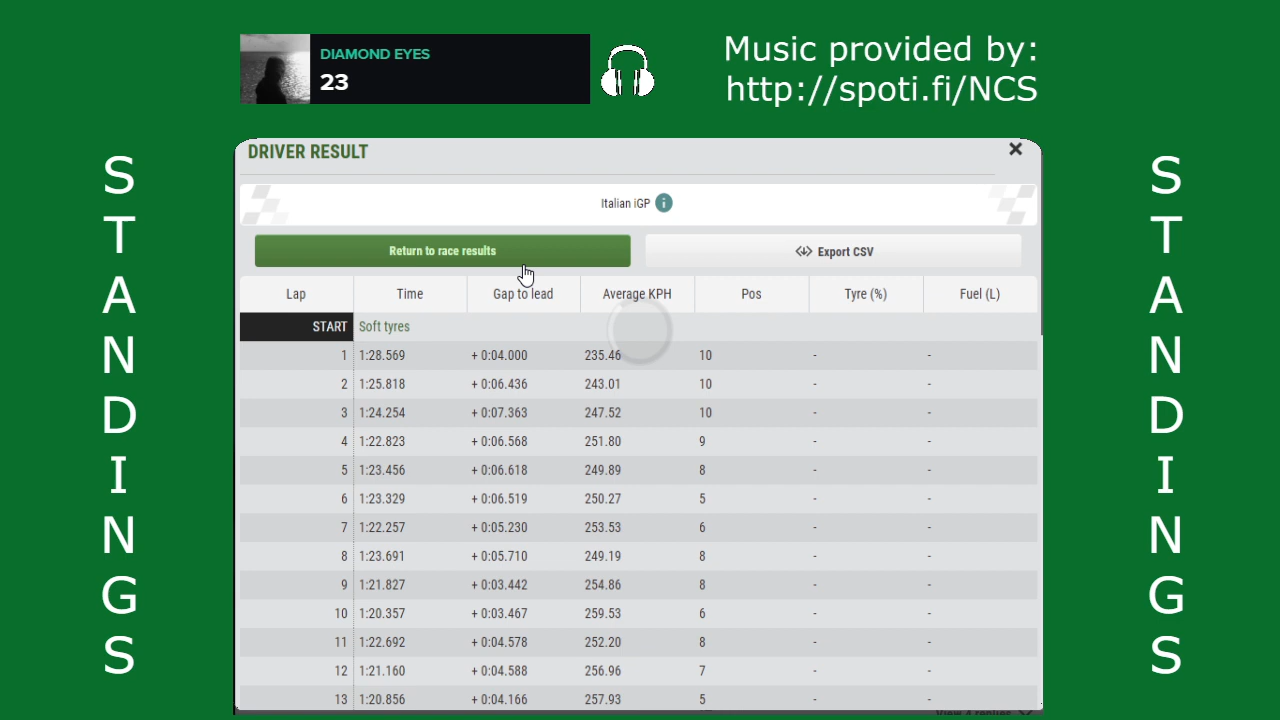 DIAMOND EYES
23
Music provided by:
http://spoti.fi/NCS
STANDINGS
DRIVER RESULT
Italian iGP i
Return to race results
Export CSV
Lap Time Gap to lead Average KPH Pos Tyre (%) Fuel (L)
START Soft tyres
1 1:28.569 + 0:04.000 235.46 10 - -
2 1:25.818 + 0:06.436 243.01 10 - -
3 1:24.254 + 0:07.363 247.52 10 - -
4 1:22.823 + 0:06.568 251.80 9 - -
5 1:23.456 + 0:06.618 249.89 8 - -
6 1:23.329 + 0:06.519 250.27 5 - -
7 1:22.257 + 0:05.230 253.53 6 - -
8 1:23.691 + 0:05.710 249.19 8 - -
9 1:21.827 + 0:03.442 254.86 8 - -
10 1:20.357 + 0:03.467 259.53 6 - -
11 1:22.692 + 0:04.578 252.20 8 - -
12 1:21.160 + 0:04.588 256.96 7 - -
13 1:20.856 + 0:04.166 257.93 5 - -
STANDINGS